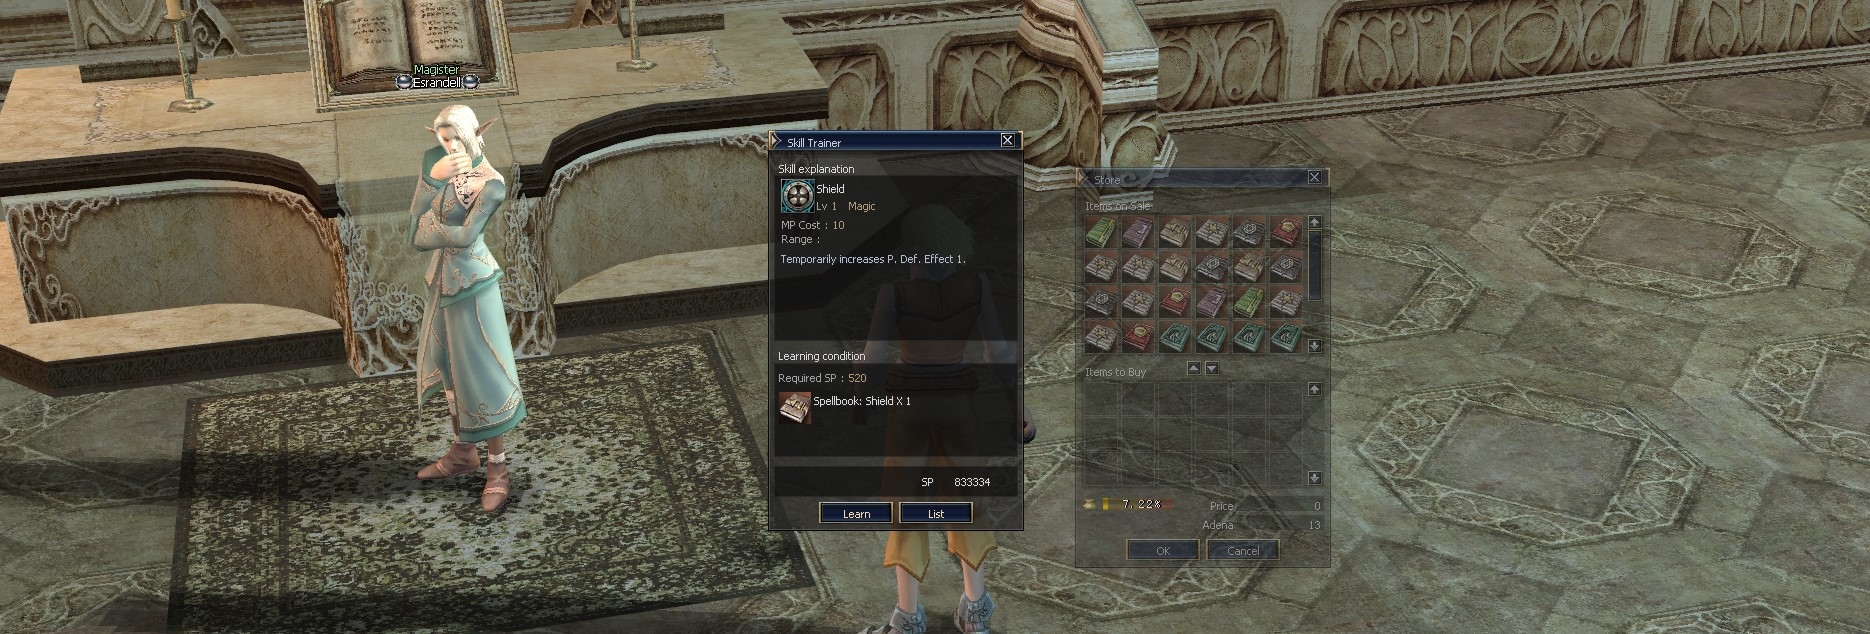 Magister
Esrandell
Skill Trainer
Skill explanation
Shield
Lv 1 Magic
MP Cost : 10
Range :
Temporarily increases P. Def. Effect 1.
Learning condition
Required SP : 520
Spellbook: Shield X 1
SP 833334
Learn List
Store
Items on Sale
Items to Buy
7.22%
Price 0
Adena 13
OK Cancel